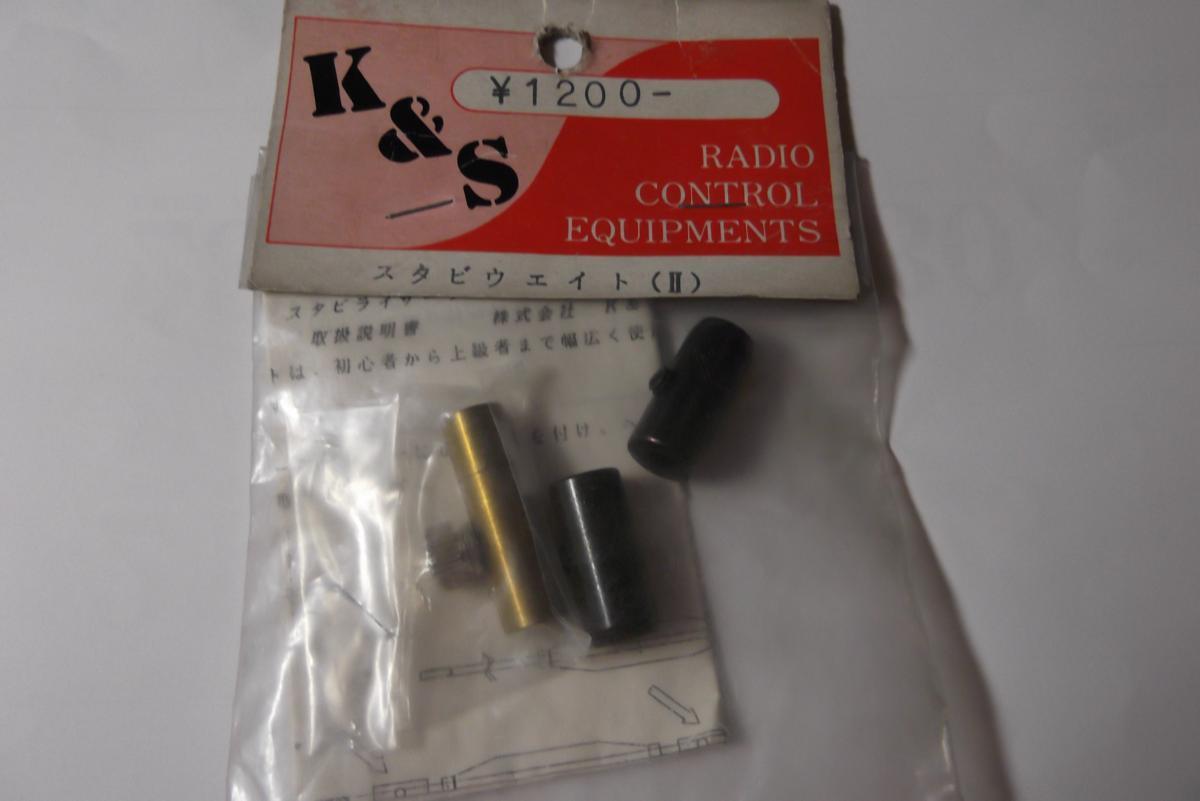 K
&
S
¥1200-
RADIO
CONTROL
EQUIPMENTS
スタビウエイト(Ⅱ)
スタビライザー
取扱説明書 株式会社 K&
トは、初心者から上級者まで幅広く使
を付け、